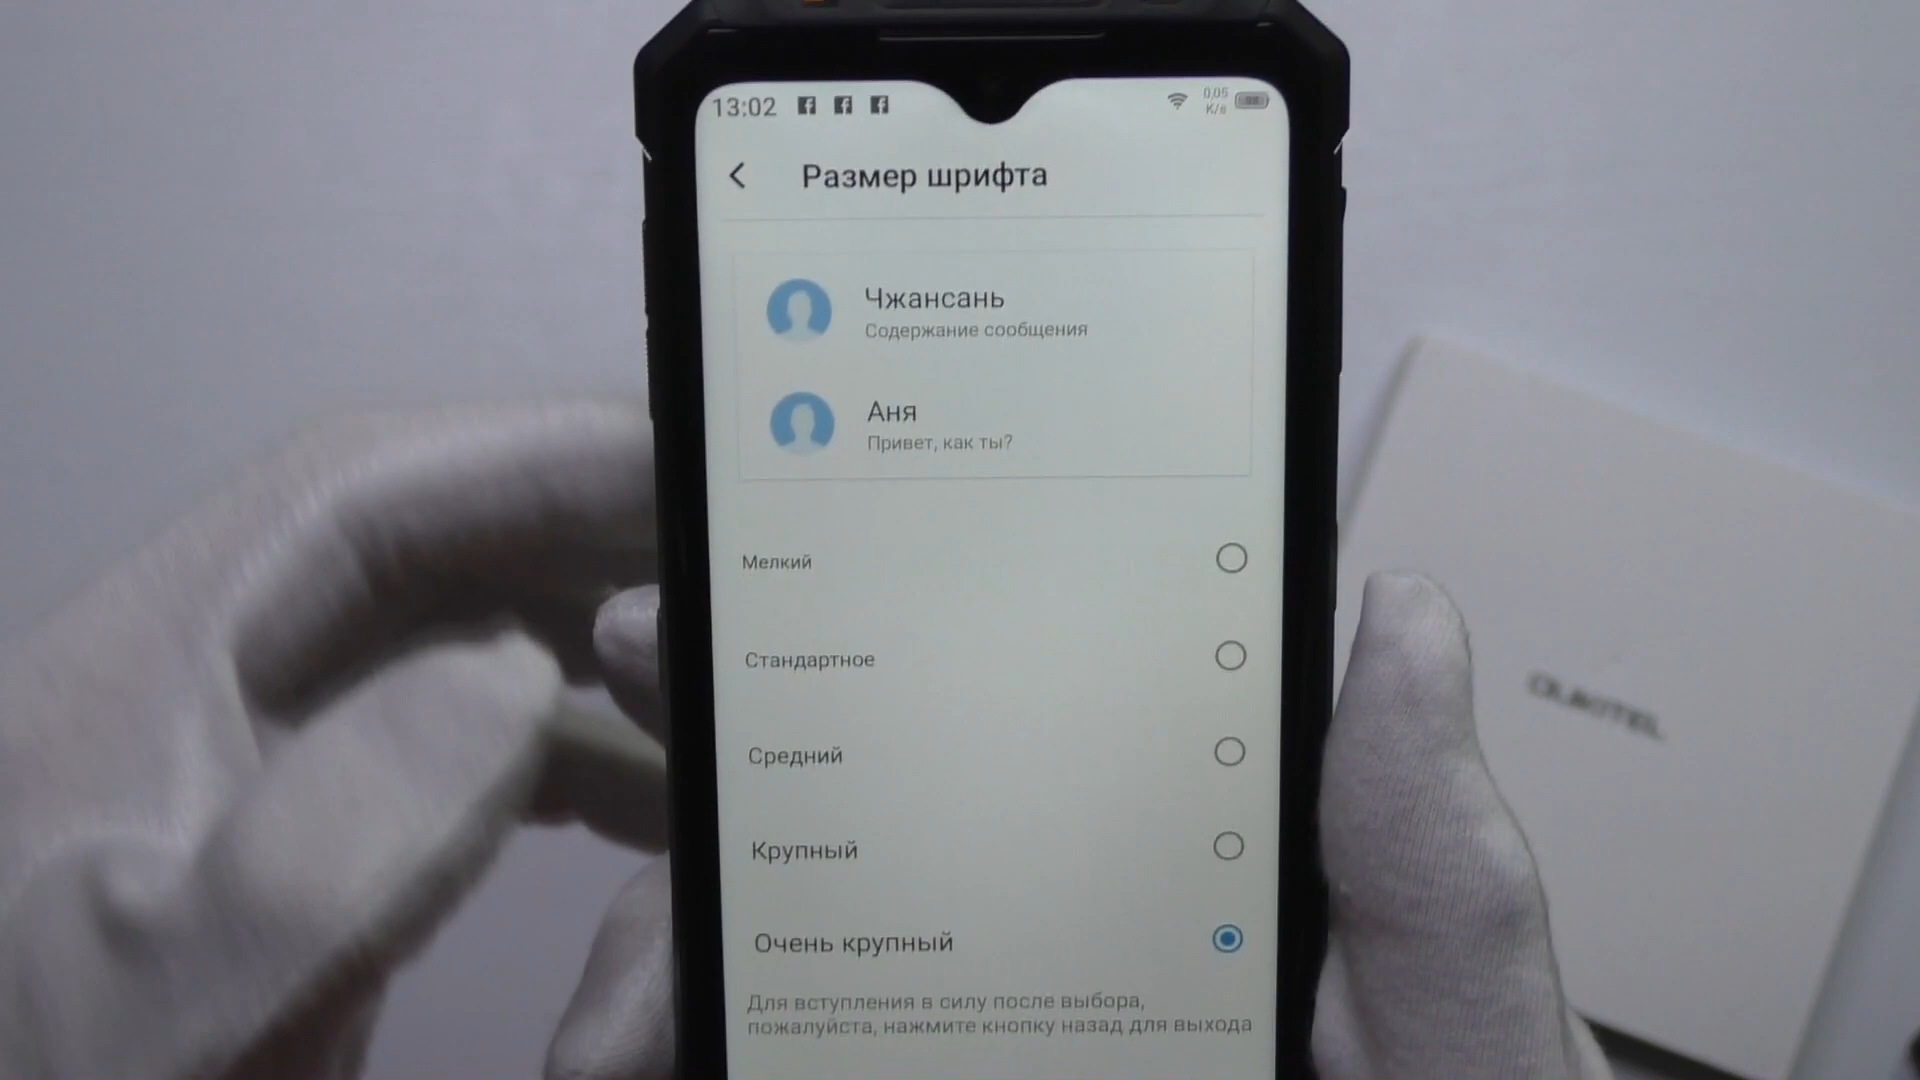 13:02
0,05
K/s
98
Размер шрифта
Чжансань
Содержание сообщения
Аня
Привет, как ты?
Мелкий
Стандартное
Средний
Крупный
Очень крупный
Для вступления в силу после выбора,
пожалуйста, нажмите кнопку назад для выхода
OUKITEL